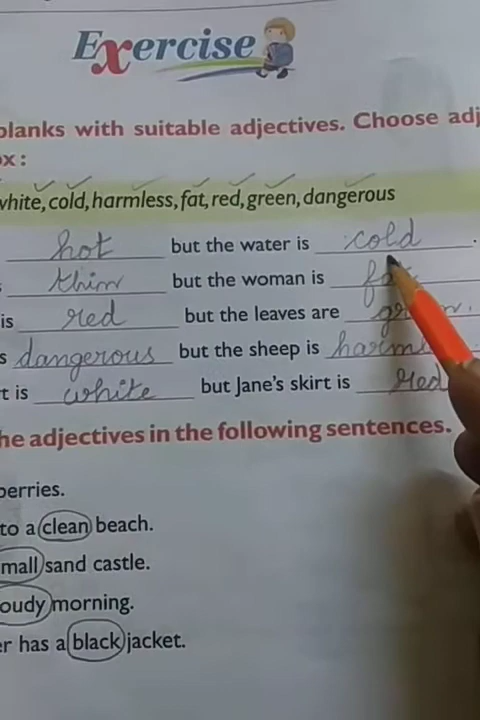 Exercise
blanks with suitable adjectives. Choose adj
ox :
white, cold, harmless, fat, red, green, dangerous
hot but the water is cold.
thin but the woman is
is red but the leaves are
s dangerous but the sheep is
t is white but Jane's skirt is red
he adjectives in the following sentences.
berries.
to a clean beach.
mall sand castle.
oudy morning.
er has a black jacket.